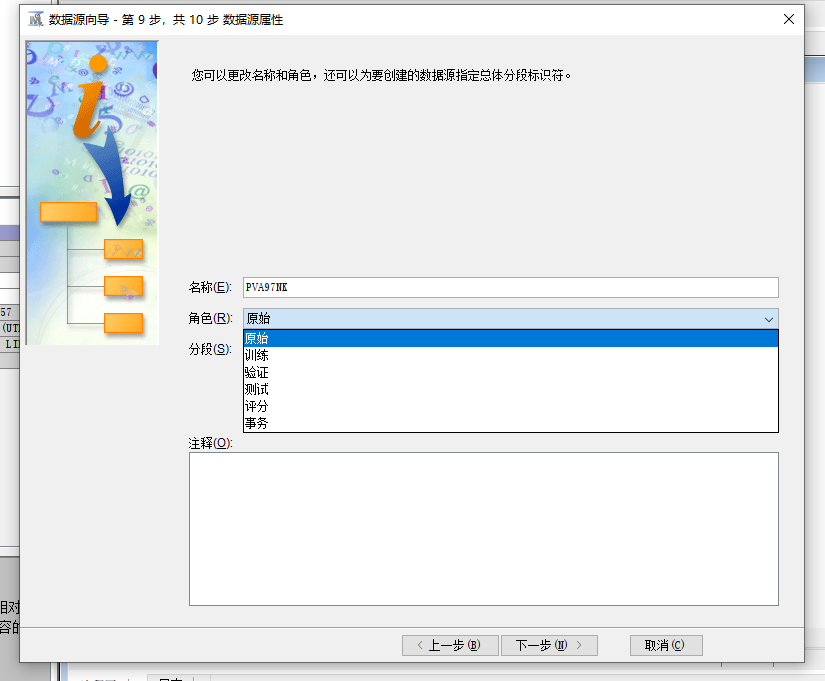 数据源向导 - 第 9 步，共 10 步 数据源属性
您可以更改名称和角色，还可以为要创建的数据源指定总体分段标识符。
名称(E):
PVA97NK
角色(R):
原始
原始
分段(S):
训练
验证
测试
评分
事务
注释(O):
< 上一步(B)
下一步(N) >
取消(C)
57
(UT
LI
相对
容的